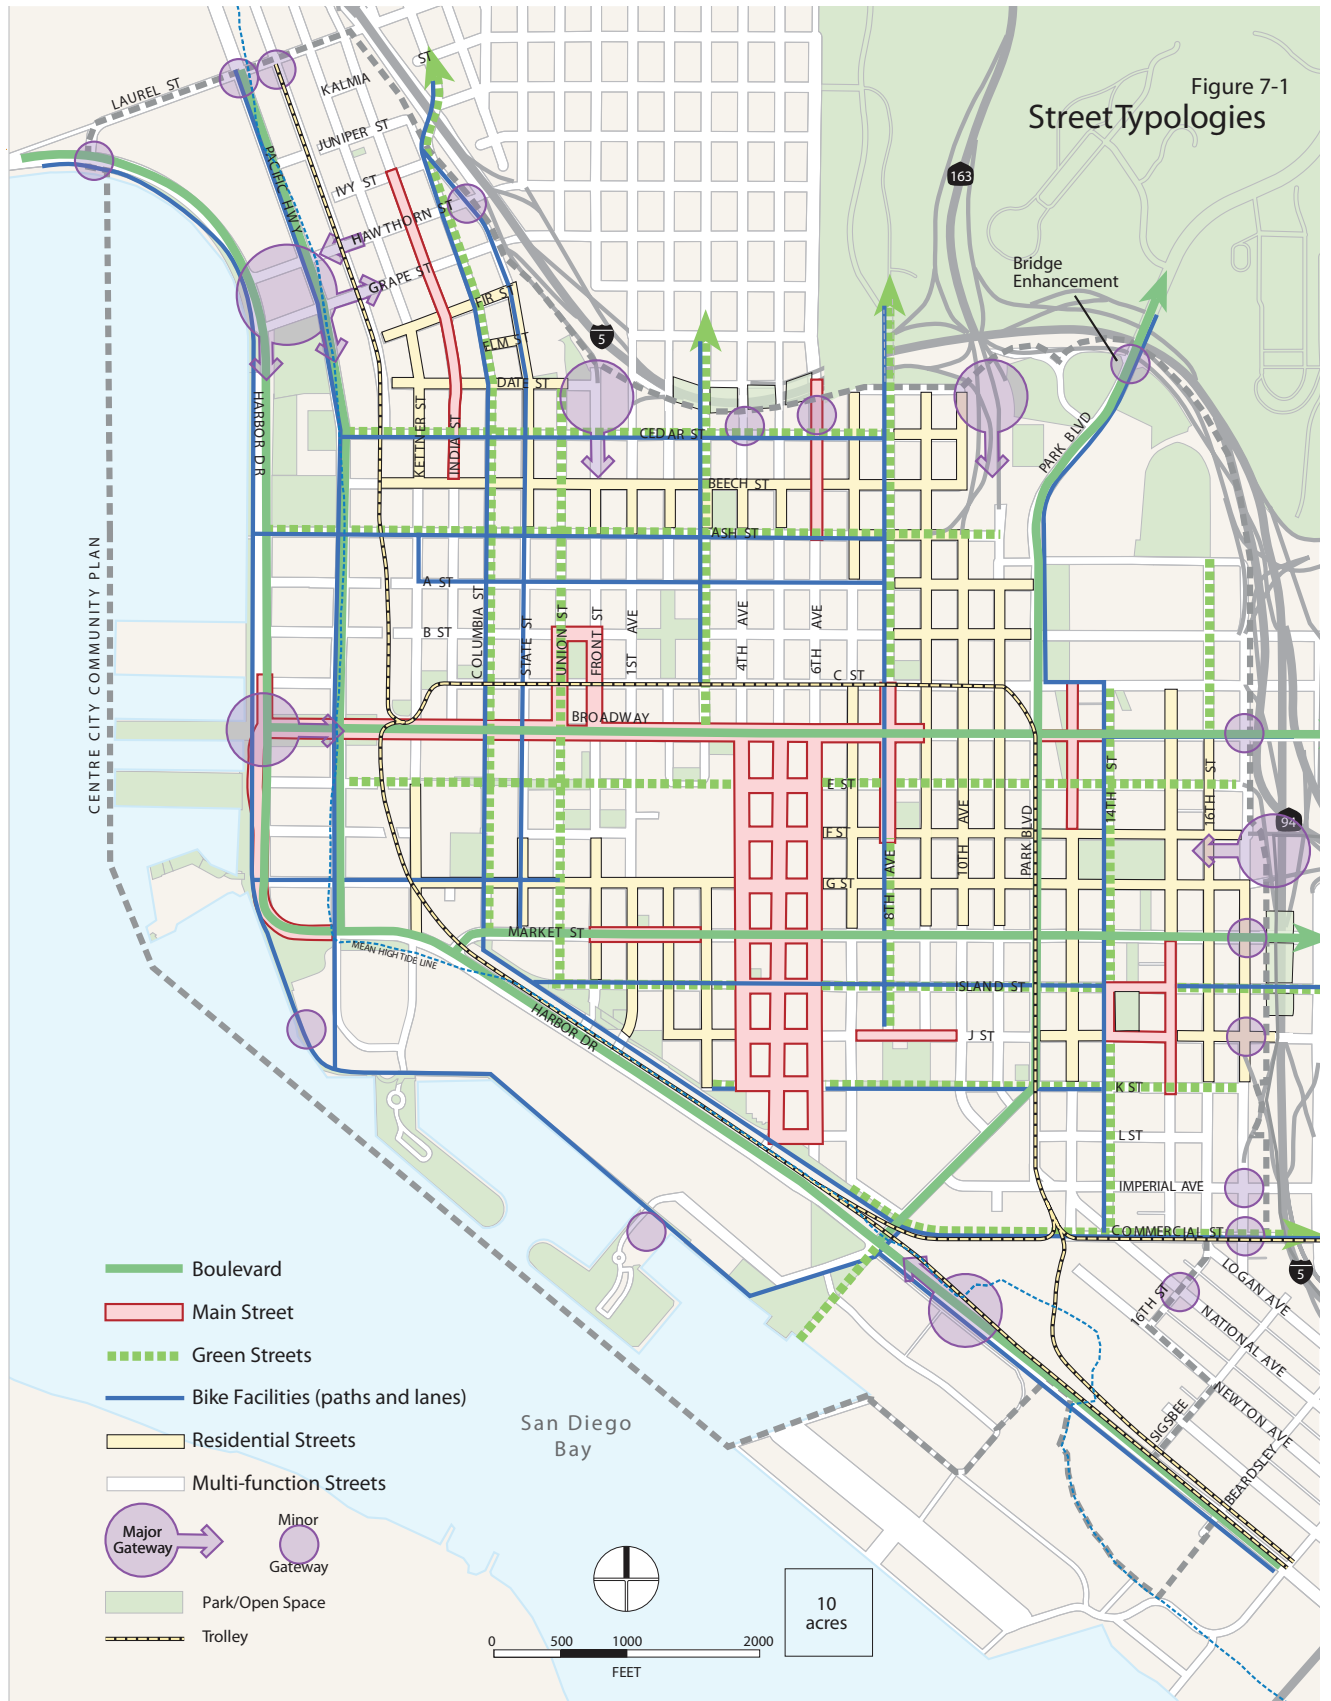 Figure 7-1
Street Typologies
LAUREL ST
KALMIA
ST
JUNIPER ST
IVY ST
HAWTHORN ST
GRAPE ST
FIR ST
ELM ST
DATE ST
CEDAR ST
BEECH ST
ASH ST
A ST
B ST
C ST
BROADWAY
E ST
F ST
G ST
MARKET ST
ISLAND ST
J ST
K ST
L ST
IMPERIAL AVE
COMMERCIAL ST
PACIFIC HWY
HARBOR DR
KETTNER ST
INDIA ST
COLUMBIA ST
STATE ST
UNION ST
FRONT ST
1ST AVE
4TH AVE
6TH AVE
8TH AVE
10TH AVE
PARK BLVD
PARK BLVD
14TH ST
16TH ST
163
5
94
5
Bridge
Enhancement
CENTRE CITY COMMUNITY PLAN
MEAN HIGH TIDE LINE
HARBOR DR
16TH ST
LOGAN AVE
NATIONAL AVE
NEWTON AVE
SIGSBEE
BEARDSLEY
San Diego
Bay
Boulevard
Main Street
Green Streets
Bike Facilities (paths and lanes)
Residential Streets
Multi-function Streets
Major
Gateway
Minor
Gateway
Park/Open Space
Trolley
0 500 1000 2000
FEET
10
acres